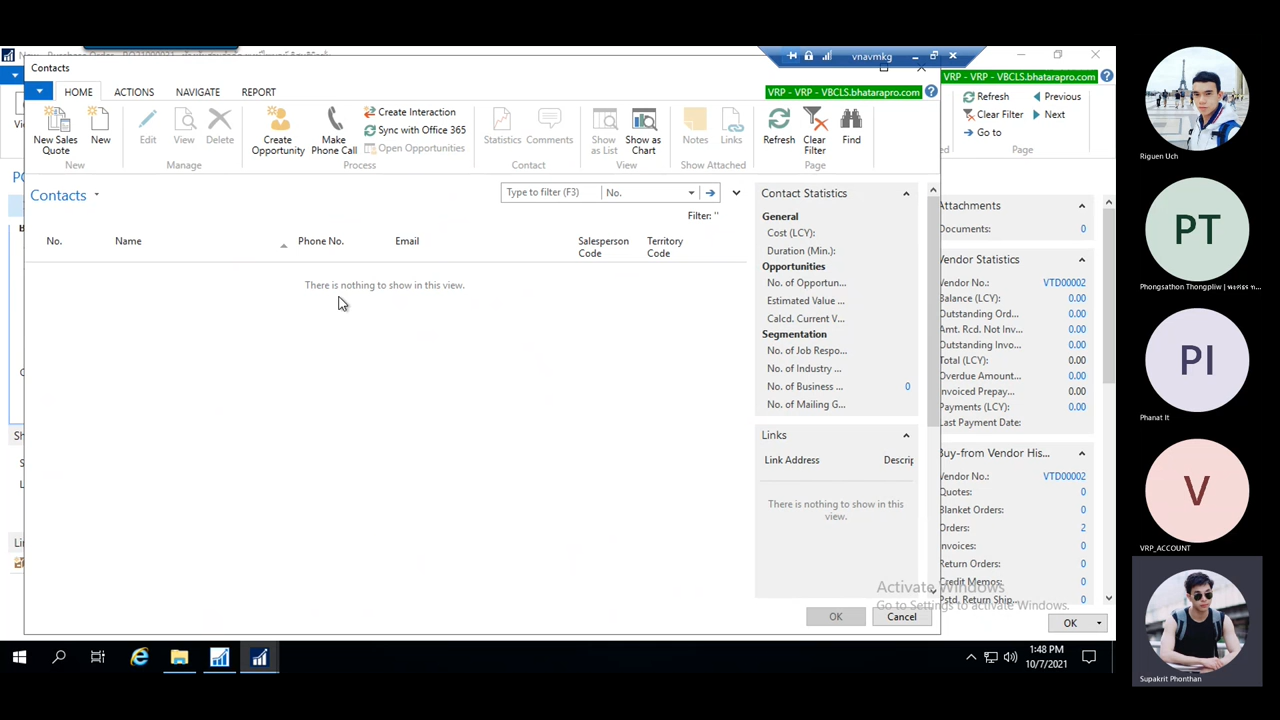 Contacts
vnavmkg
HOME
ACTIONS
NAVIGATE
REPORT
VRP - VRP - VBCLS.bhatarapro.com
VRP - VRP - VBCLS.bhatarapro.com
New Sales Quote
New
Edit
View
Delete
Create Opportunity
Make Phone Call
Create Interaction
Sync with Office 365
Open Opportunities
Statistics
Comments
Show as List
Show as Chart
Notes
Links
Refresh
Clear Filter
Find
New
Manage
Process
Contact
View
Show Attached
Page
Refresh
Previous
Clear Filter
Next
Go to
Page
Contacts
Type to filter (F3)
No.
Filter: ''
No.
Name
Phone No.
Email
Salesperson Code
Territory Code
There is nothing to show in this view.
Contact Statistics
General
Cost (LCY):
Duration (Min.):
Opportunities
No. of Opportun...
Estimated Value ...
Calcd. Current V...
Segmentation
No. of Job Respo...
No. of Industry ...
No. of Business ... 0
No. of Mailing G...
Links
Link Address
Descrip
There is nothing to show in this view.
OK
Cancel
Attachments
Documents: 0
Vendor Statistics
Vendor No.: VTD00002
Balance (LCY): 0.00
Outstanding Ord... 0.00
Amt. Rcd. Not Inv... 0.00
Outstanding Invo... 0.00
Total (LCY): 0.00
Overdue Amount... 0.00
Invoiced Prepay... 0.00
Payments (LCY): 0.00
Last Payment Date:
Buy-from Vendor His...
Vendor No.: VTD00002
Quotes: 0
Blanket Orders: 0
Orders: 2
Invoices: 0
Return Orders: 0
Credit Memos: 0
Pstd. Return Ship... 0
OK
Activate Windows
Go to Settings to activate Windows.
1:48 PM
10/7/2021
Riguen Uch
PT
Phongsathon Thongpliw |
PI
Phanat It
V
VRP_ACCOUNT
Supakrit Phonthan